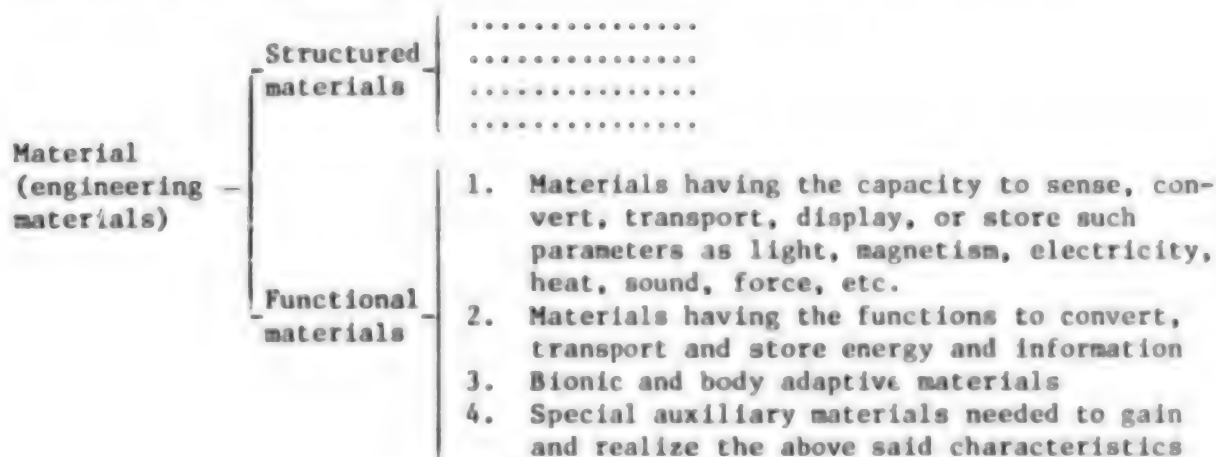 ...............
Structured
...............
materials
...............
...............
Material
(engineering
materials)
1. Materials having the capacity to sense, con-
vert, transport, display, or store such
parameters as light, magnetism, electricity,
heat, sound, force, etc.
Functional
materials
2. Materials having the functions to convert,
transport and store energy and information
3. Bionic and body adaptive materials
4. Special auxiliary materials needed to gain
and realize the above said characteristics